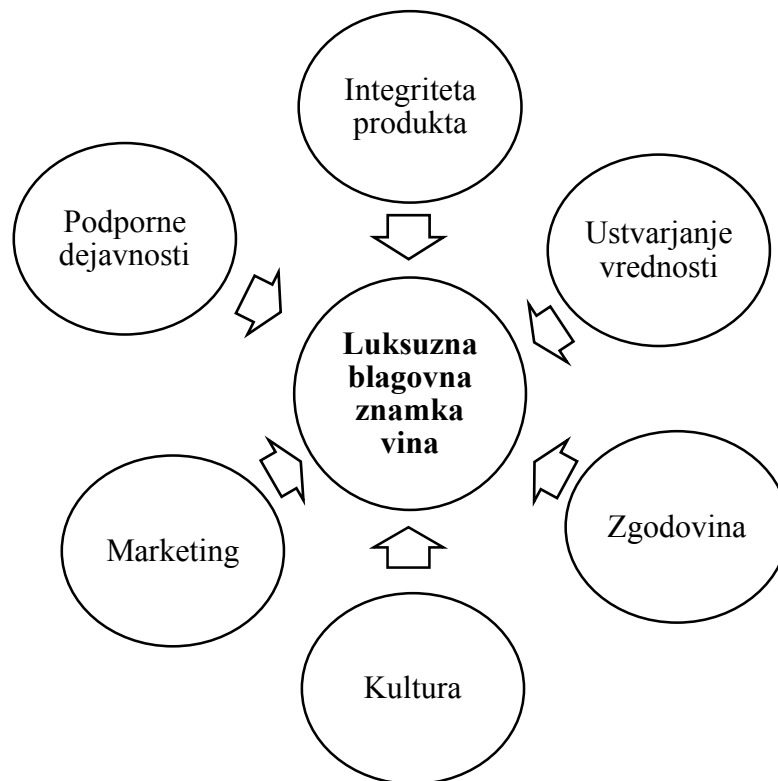 Integriteta
produkta
Podporne
dejavnosti
Ustvarjanje
vrednosti
Luksuzna
blagovna
znamka
vina
Marketing
Zgodovina
Kultura